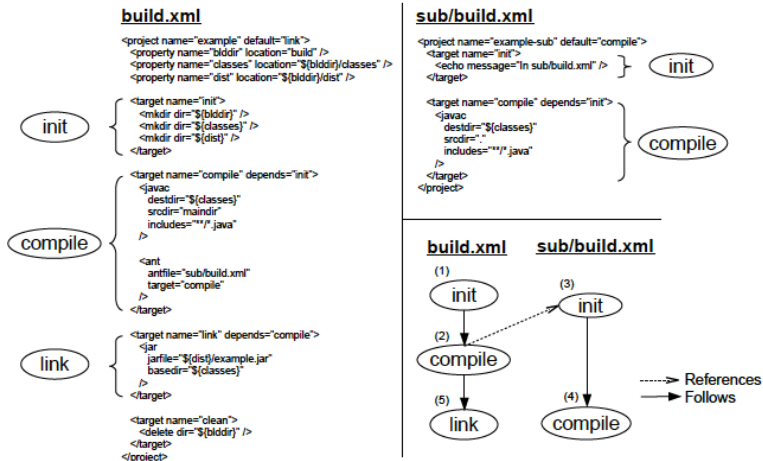 build.xml
<project name="example" default="link">
<property name="blddir" location="build" />
<property name="classes" location="${blddir}/classes" />
<property name="dist" location="${blddir}/dist" />
init
<target name="init">
<mkdir dir="${blddir}" />
<mkdir dir="${classes}" />
<mkdir dir="${dist}" />
</target>
compile
<target name="compile" depends="init">
<javac
destdir="${classes}"
srcdir="maindir"
includes="**/*.java"
/>
<ant
antfile="sub/build.xml"
target="compile"
/>
</target>
link
<target name="link" depends="compile">
<jar
jarfile="${dist}/example.jar"
basedir="${classes}"
/>
</target>
<target name="clean">
<delete dir="${blddir}" />
</target>
</project>
sub/build.xml
<project name="example-sub" default="compile">
<target name="init">
<echo message="In sub/build.xml" />
</target>
init
<target name="compile" depends="init">
<javac
destdir="${classes}"
srcdir="."
includes="**/*.java"
/>
</target>
</project>
compile
build.xml
sub/build.xml
(1)
init
(2)
compile
(5)
link
(3)
init
(4)
compile
References
Follows